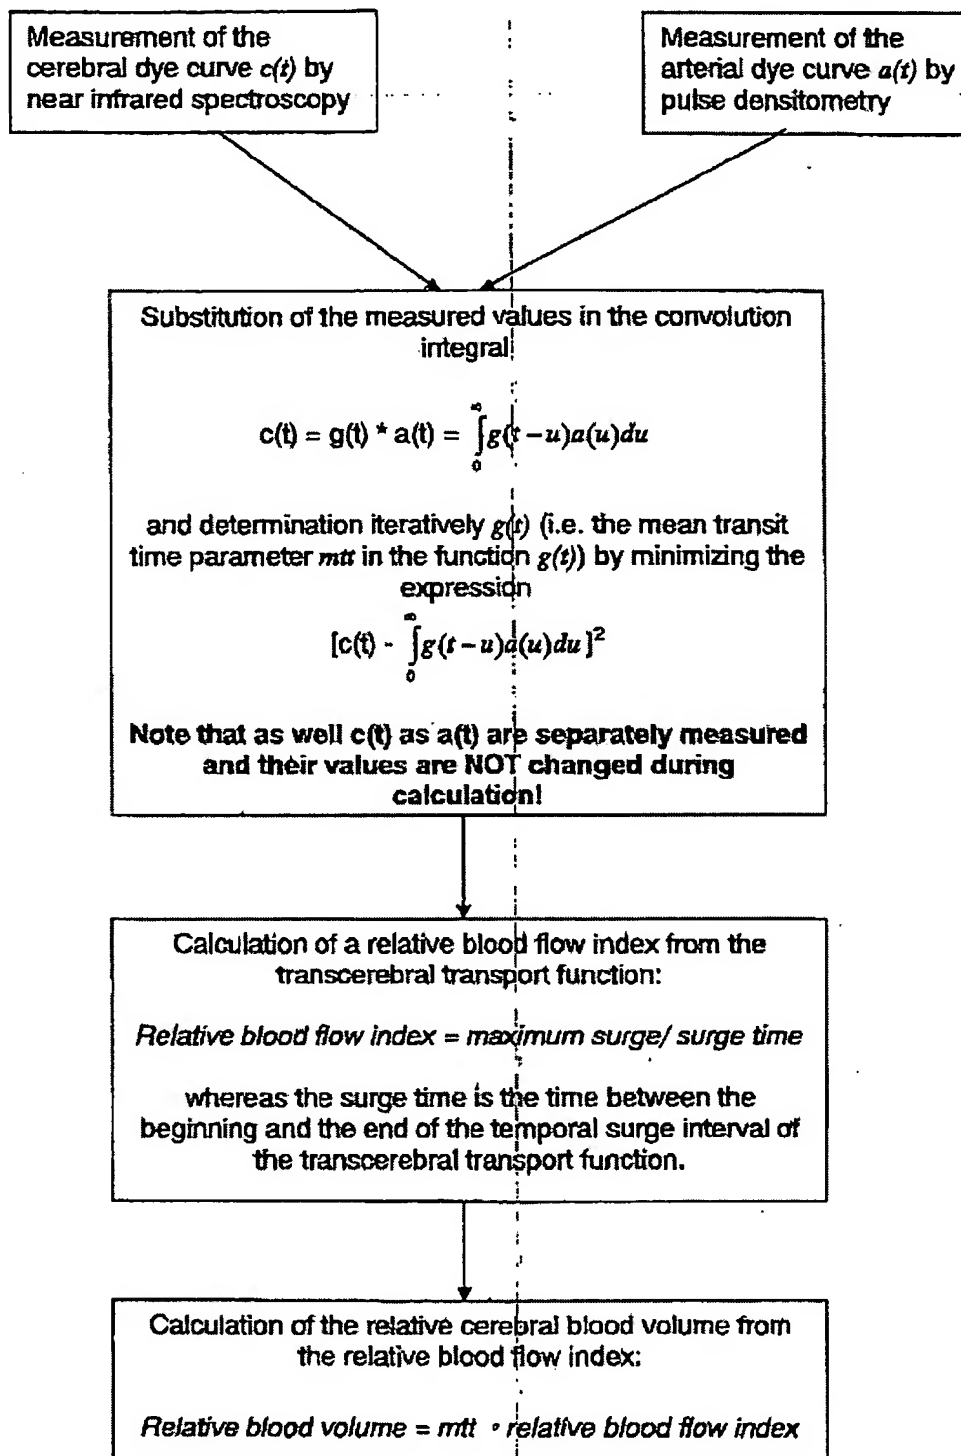 Measurement of the
cerebral dye curve c(t) by
near infrared spectroscopy
Measurement of the
arterial dye curve a(t) by
pulse densitometry
Substitution of the measured values in the convolution
integral
c(t) = g(t) * a(t) = ∫₀^∞ g(t − u)a(u)du
and determination iteratively g(t) (i.e. the mean transit
time parameter mtt in the function g(t)) by minimizing the
expression
[c(t) - ∫₀^∞ g(t − u)a(u)du ]²
Note that as well c(t) as a(t) are separately measured
and their values are NOT changed during
calculation!
Calculation of a relative blood flow index from the
transcerebral transport function:
Relative blood flow index = maximum surge/ surge time
whereas the surge time is the time between the
beginning and the end of the temporal surge interval of
the transcerebral transport function.
Calculation of the relative cerebral blood volume from
the relative blood flow index:
Relative blood volume = mtt · relative blood flow index